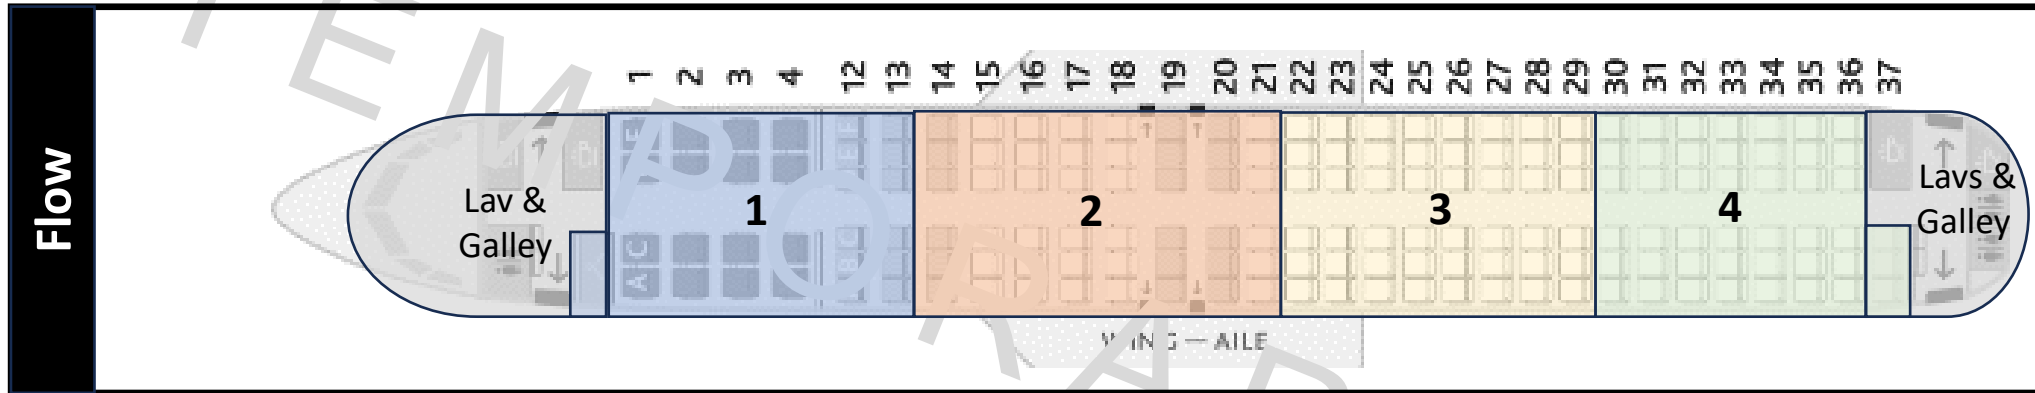 Flow
1 2 3 4 12 13 14 15 16 17 18 19 20 21 22 23 24 25 26 27 28 29 30 31 32 33 34 35 36 37
Lav &
Galley
1
2
3
4
Lavs &
Galley
F
A C
WING — AILE
TEMPORAR